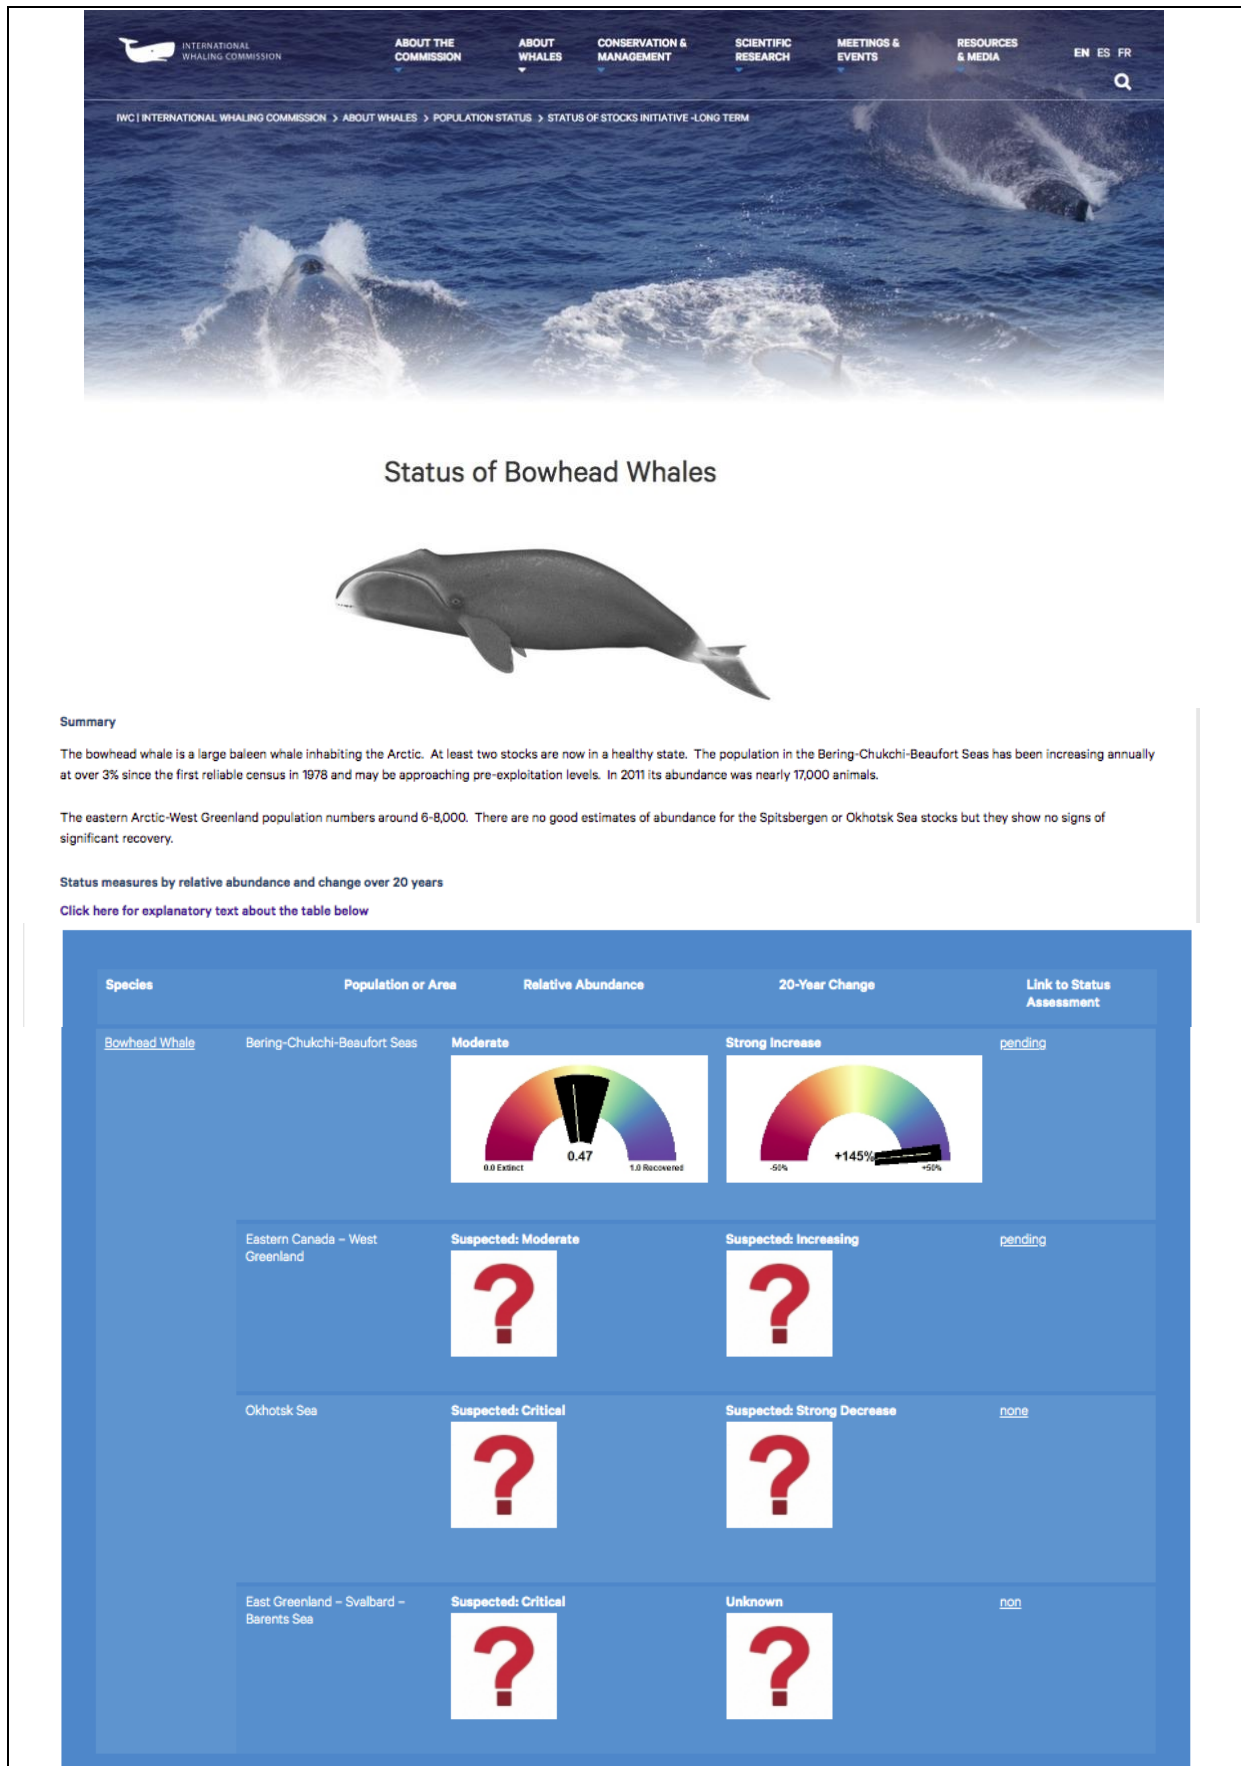 INTERNATIONAL
WHALING COMMISSION
ABOUT THE
COMMISSION
ABOUT
WHALES
CONSERVATION &
MANAGEMENT
SCIENTIFIC
RESEARCH
MEETINGS &
EVENTS
RESOURCES
& MEDIA
EN ES FR
IWC | INTERNATIONAL WHALING COMMISSION > ABOUT WHALES > POPULATION STATUS > STATUS OF STOCKS INITIATIVE -LONG TERM
Status of Bowhead Whales
Summary
The bowhead whale is a large baleen whale inhabiting the Arctic. At least two stocks are now in a healthy state. The population in the Bering-Chukchi-Beaufort Seas has been increasing annually
at over 3% since the first reliable census in 1978 and may be approaching pre-exploitation levels. In 2011 its abundance was nearly 17,000 animals.
The eastern Arctic-West Greenland population numbers around 6-8,000. There are no good estimates of abundance for the Spitsbergen or Okhotsk Sea stocks but they show no signs of
significant recovery.
Status measures by relative abundance and change over 20 years
Click here for explanatory text about the table below
Species Population or Area Relative Abundance 20-Year Change Link to Status
Assessment
Bowhead Whale Bering-Chukchi-Beaufort Seas Moderate Strong Increase pending
0.47
0.0 Extinct 1.0 Recovered
+145%
-50% +50%
Eastern Canada – West
Greenland
Suspected: Moderate Suspected: Increasing pending
? ?
Okhotsk Sea Suspected: Critical Suspected: Strong Decrease none
? ?
East Greenland – Svalbard –
Barents Sea
Suspected: Critical Unknown non
? ?